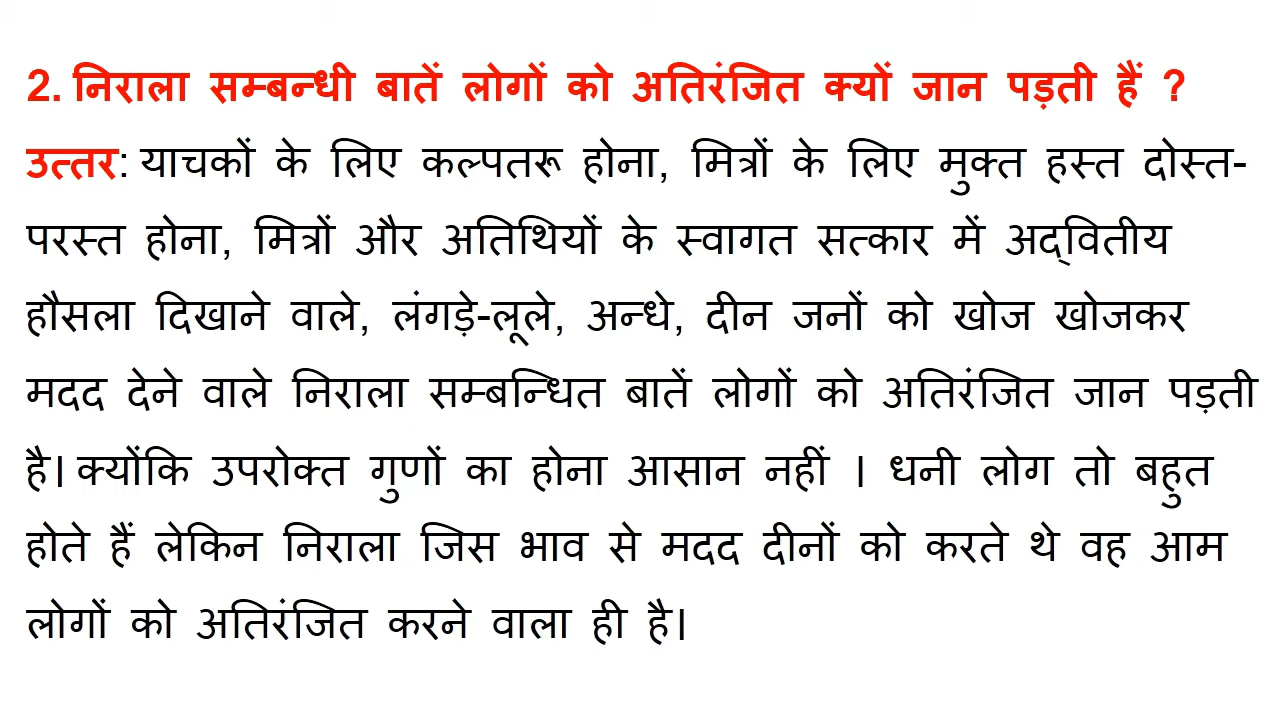 2. निराला सम्बन्धी बातें लोगों को अतिरंजित क्यों जान पड़ती हैं ?
उत्तर: याचकों के लिए कल्पतरू होना, मित्रों के लिए मुक्त हस्त दोस्त-
परस्त होना, मित्रों और अतिथियों के स्वागत सत्कार में अद्वितीय
हौसला दिखाने वाले, लंगड़े-लूले, अन्धे, दीन जनों को खोज खोजकर
मदद देने वाले निराला सम्बन्धित बातें लोगों को अतिरंजित जान पड़ती
है। क्योंकि उपरोक्त गुणों का होना आसान नहीं । धनी लोग तो बहुत
होते हैं लेकिन निराला जिस भाव से मदद दीनों को करते थे वह आम
लोगों को अतिरंजित करने वाला ही है।